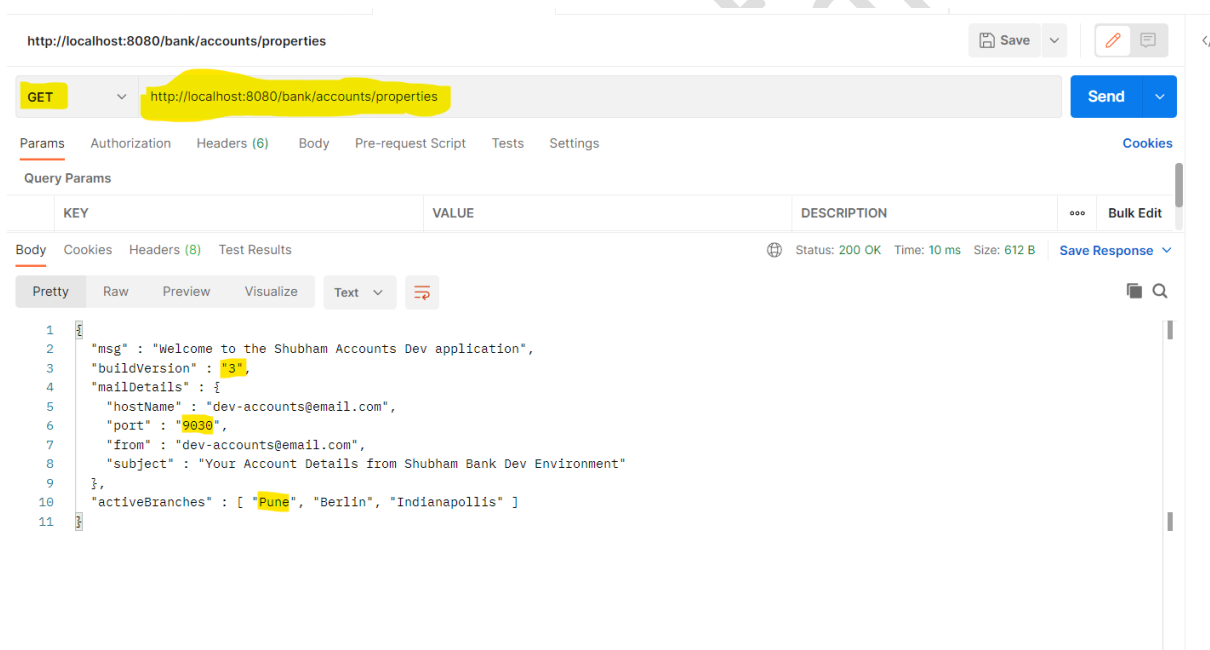 http://localhost:8080/bank/accounts/properties
Save
GET http://localhost:8080/bank/accounts/properties Send
Params Authorization Headers (6) Body Pre-request Script Tests Settings Cookies
Query Params
KEY VALUE DESCRIPTION Bulk Edit
Body Cookies Headers (8) Test Results Status: 200 OK Time: 10 ms Size: 612 B Save Response
Pretty Raw Preview Visualize Text
1 {
2 "msg" : "Welcome to the Shubham Accounts Dev application",
3 "buildVersion" : "3",
4 "mailDetails" : {
5 "hostName" : "dev-accounts@email.com",
6 "port" : "9030",
7 "from" : "dev-accounts@email.com",
8 "subject" : "Your Account Details from Shubham Bank Dev Environment"
9 },
10 "activeBranches" : [ "Pune", "Berlin", "Indianapollis" ]
11 }